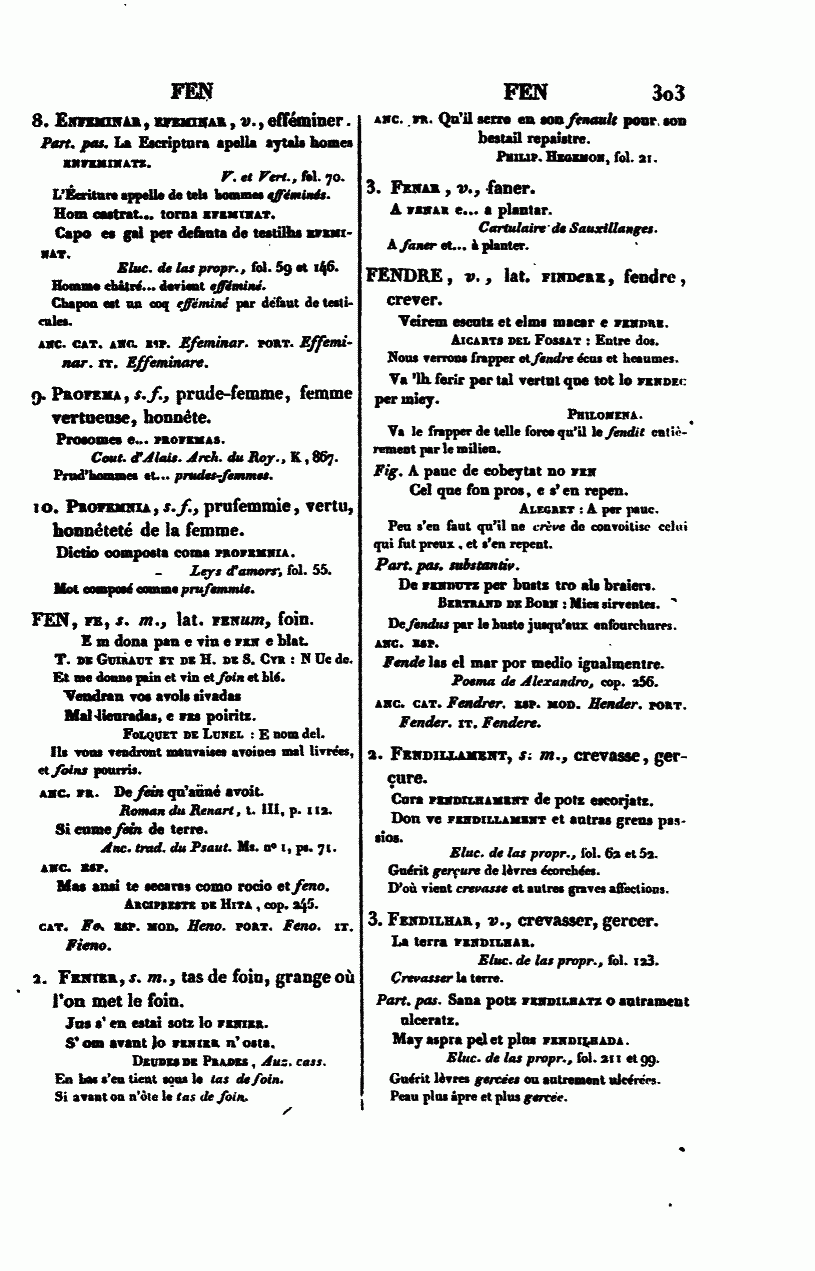 FEN
8. ENFEMINAR, EFEMINAR, v., efféminer.
Part. pas. La Escriptura apella aytals homes
ENFEMINATZ.
V. et Vert., fol. 70.
L'Écriture appelle de tels hommes efféminés.
Hom castrat... torna EFEMINAT.
Capo es gal per defauta de testilhs EFEMI-
NAT.
Eluc. de las propr., fol. 59 et 146.
Homme châtré... devient efféminé.
Chapon est un coq efféminé par défaut de testi-
cules.
ANC. CAT. ANC. ESP. Efeminar. PORT. Effemi-
nar. IT. Effeminare.
9. PROFEMA, s. f., prude-femme, femme
vertueuse, honnête.
Prosomes e... PROFEMAS.
Cout. d'Alais. Arch. du Roy., K, 867.
Prud'hommes et... prudes-femmes.
10. PROFEMNIA, s. f., prufemmie, vertu,
honnêteté de la femme.
Dictio composta coma PROFEMNIA.
Leys d'amors, fol. 55.
Mot composé comme prufemmie.
FEN, FE, s. m., lat. FENum, foin.
E m dona pan e vin e FEN e blat.
T. DE GUIRAUT ET DE H. DE S. CYR : N Uc de.
Et me donne pain et vin et foin et blé.
Vendran vos avols sivadas
Mal-lieuradas, e FES poiritz.
FOLQUET DE LUNEL : E nom del.
Ils vous vendront mauvaises avoines mal livrées,
et foins pourris.
ANC. FR. De fein qu'aüné avoit.
Roman du Renart, t. III, p. 112.
Si cume fein de terre.
Anc. trad. du Psaut. Ms. n° 1, ps. 71.
ANC. ESP.
Mas ansi te secaras como rocio et feno.
ARCIPRESTE DE HITA, cop. 245.
CAT. Fe. ESP. MOD. Heno. PORT. Feno. IT.
Fieno.
2. FENIER, s. m., tas de foin, grange où
l'on met le foin.
Jus s' en estai sotz lo FENIER.
S' om avant lo FENIER n' osta.
DEUDES DE PRADES, Auz. cass.
En bas s'en tient sous le tas de foin.
Si avant on n'ôte le tas de foin.
FEN 303
ANC. FR. Qu'il serre en son fenault pour son
bestail repaistre.
PHILIP. HEGEMON, fol. 21.
3. FENAR, v., faner.
A FENAR e... a plantar.
Cartulaire de Sauxillanges.
A faner et... à planter.
FENDRE, v., lat. FINDERE, fendre,
crever.
Veirem escutz et elms macar e FENDRE.
AICARTS DEL FOSSAT : Entre dos.
Nous verrons frapper et fendre écus et heaumes.
Va 'lh ferir per tal vertut que tot lo FENDEC
per miey.
PHILOMENA.
Va le frapper de telle force qu'il le fendit entiè-
rement par le milieu.
Fig. A pauc de cobeytat no FEN
Cel que fon pros, e s' en repen.
ALEGRET : A per pauc.
Peu s'en faut qu'il ne crève de convoitise celui
qui fut preux, et s'en repent.
Part. pas. substantiv.
De FENDUTZ per bustz tro als braiers.
BERTRAND DE BORN : Miez sirventes.
De fendus par le buste jusqu'aux enfourchures.
ANC. ESP.
Fende las el mar por medio igualmentre.
Poema de Alexandro, cop. 256.
ANC. CAT. Fendrer. ESP. MOD. Hender. PORT.
Fender. IT. Fendere.
2. FENDILLAMENT, s. m., crevasse, ger-
çure.
Cura FENDILHAMENT de potz escorjatz.
Don ve FENDILLAMENT et autras greus pas-
sios.
Eluc. de las propr., fol. 62 et 52.
Guérit gerçure de lèvres écorchées.
D'où vient crevasse et autres graves affections.
3. FENDILHAR, v., crevasser, gercer.
La terra FENDILHAR.
Eluc. de las propr., fol. 123.
Crevasser la terre.
Part. pas. Sana potz FENDILHATZ o autrament
ulceratz.
May aspra pel et plus FENDILHADA.
Eluc. de las propr., fol. 211 et 99.
Guérit lèvres gercées ou autrement ulcérées.
Peau plus âpre et plus gercée.